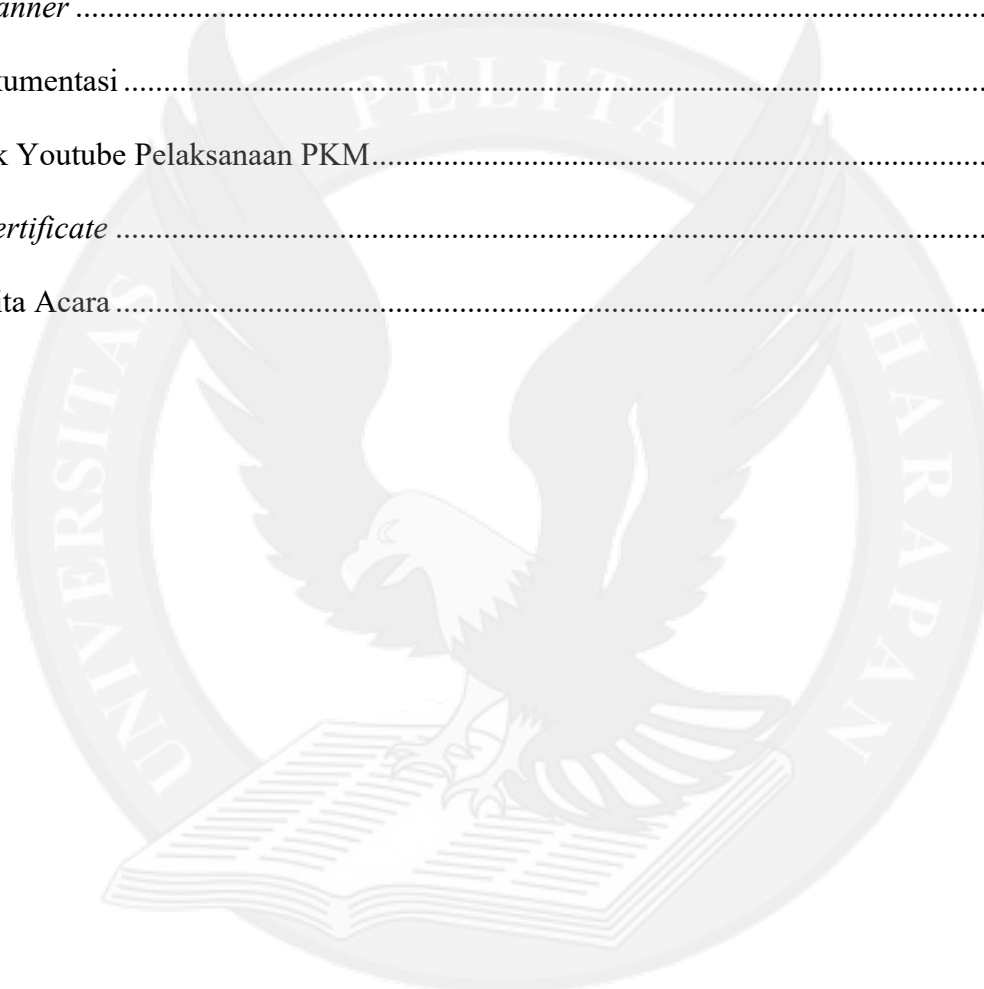 anner ........................................................................................................................
kumentasi ........................................................................................................................
k Youtube Pelaksanaan PKM ........................................................................................
ertificate ........................................................................................................................
ita Acara ........................................................................................................................
UNIVERSITAS PELITA HARAPAN